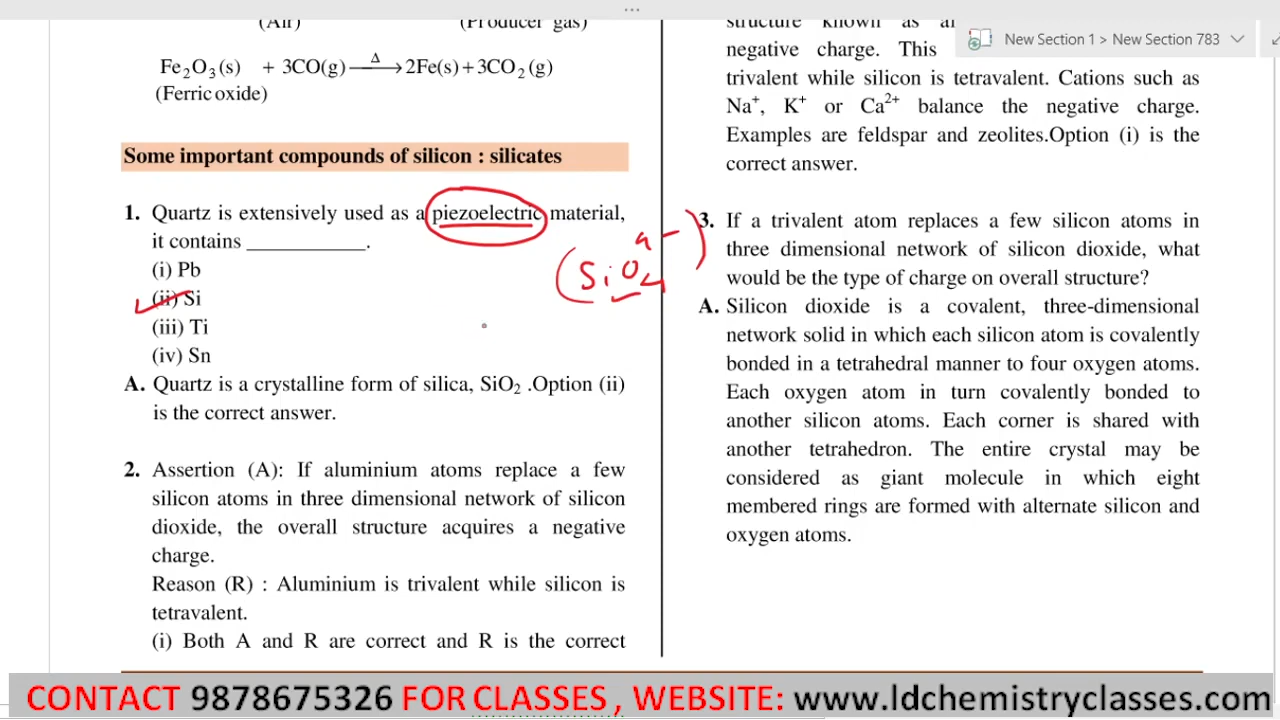 (Air) (Producer gas)
Fe2O3(s) + 3CO(g) —Δ→ 2Fe(s)+3CO2(g)
(Ferric oxide)
Some important compounds of silicon : silicates
1. Quartz is extensively used as a piezoelectric material,
it contains ___________.
(i) Pb
(ii) Si
(iii) Ti
(iv) Sn
A. Quartz is a crystalline form of silica, SiO2 .Option (ii)
is the correct answer.
2. Assertion (A): If aluminium atoms replace a few
silicon atoms in three dimensional network of silicon
dioxide, the overall structure acquires a negative
charge.
Reason (R) : Aluminium is trivalent while silicon is
tetravalent.
(i) Both A and R are correct and R is the correct
(SiO4 4-)
structure known as
negative charge. This
New Section 1 > New Section 783
trivalent while silicon is tetravalent. Cations such as
Na+, K+ or Ca2+ balance the negative charge.
Examples are feldspar and zeolites.Option (i) is the
correct answer.
3. If a trivalent atom replaces a few silicon atoms in
three dimensional network of silicon dioxide, what
would be the type of charge on overall structure?
A. Silicon dioxide is a covalent, three-dimensional
network solid in which each silicon atom is covalently
bonded in a tetrahedral manner to four oxygen atoms.
Each oxygen atom in turn covalently bonded to
another silicon atoms. Each corner is shared with
another tetrahedron. The entire crystal may be
considered as giant molecule in which eight
membered rings are formed with alternate silicon and
oxygen atoms.
CONTACT 9878675326 FOR CLASSES , WEBSITE: www.ldchemistryclasses.com